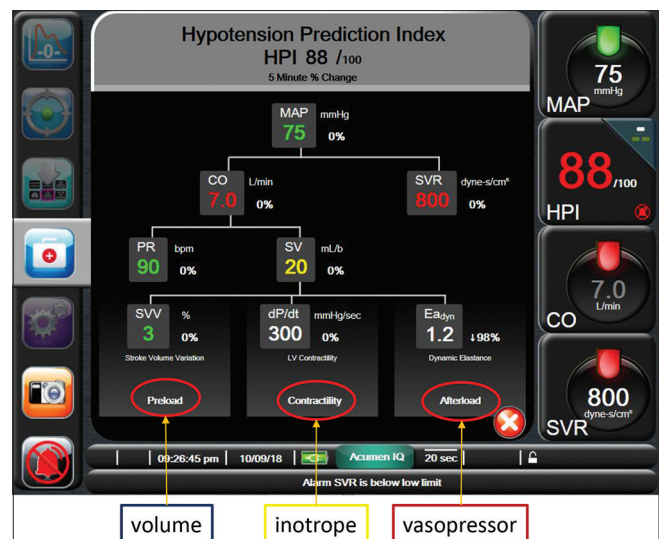 Hypotension Prediction Index
HPI 88 /100
5 Minute % Change
MAP mmHg
75 0%
CO L/min
7.0 0%
SVR dyne-s/cm⁵
800 0%
PR bpm
90 0%
SV mL/b
20 0%
SVV %
3 0%
Stroke Volume Variation
dP/dt mmHg/sec
300 0%
LV Contractility
Eadyn
1.2 ↓98%
Dynamic Elastance
Preload
Contractility
Afterload
-0-
75
mmHg
MAP
88/100
HPI
7.0
L/min
CO
800
dyne-s/cm⁵
SVR
09:26:45 pm 10/09/18 Acumen IQ 20 sec
Alarm SVR is below low limit
volume
inotrope
vasopressor